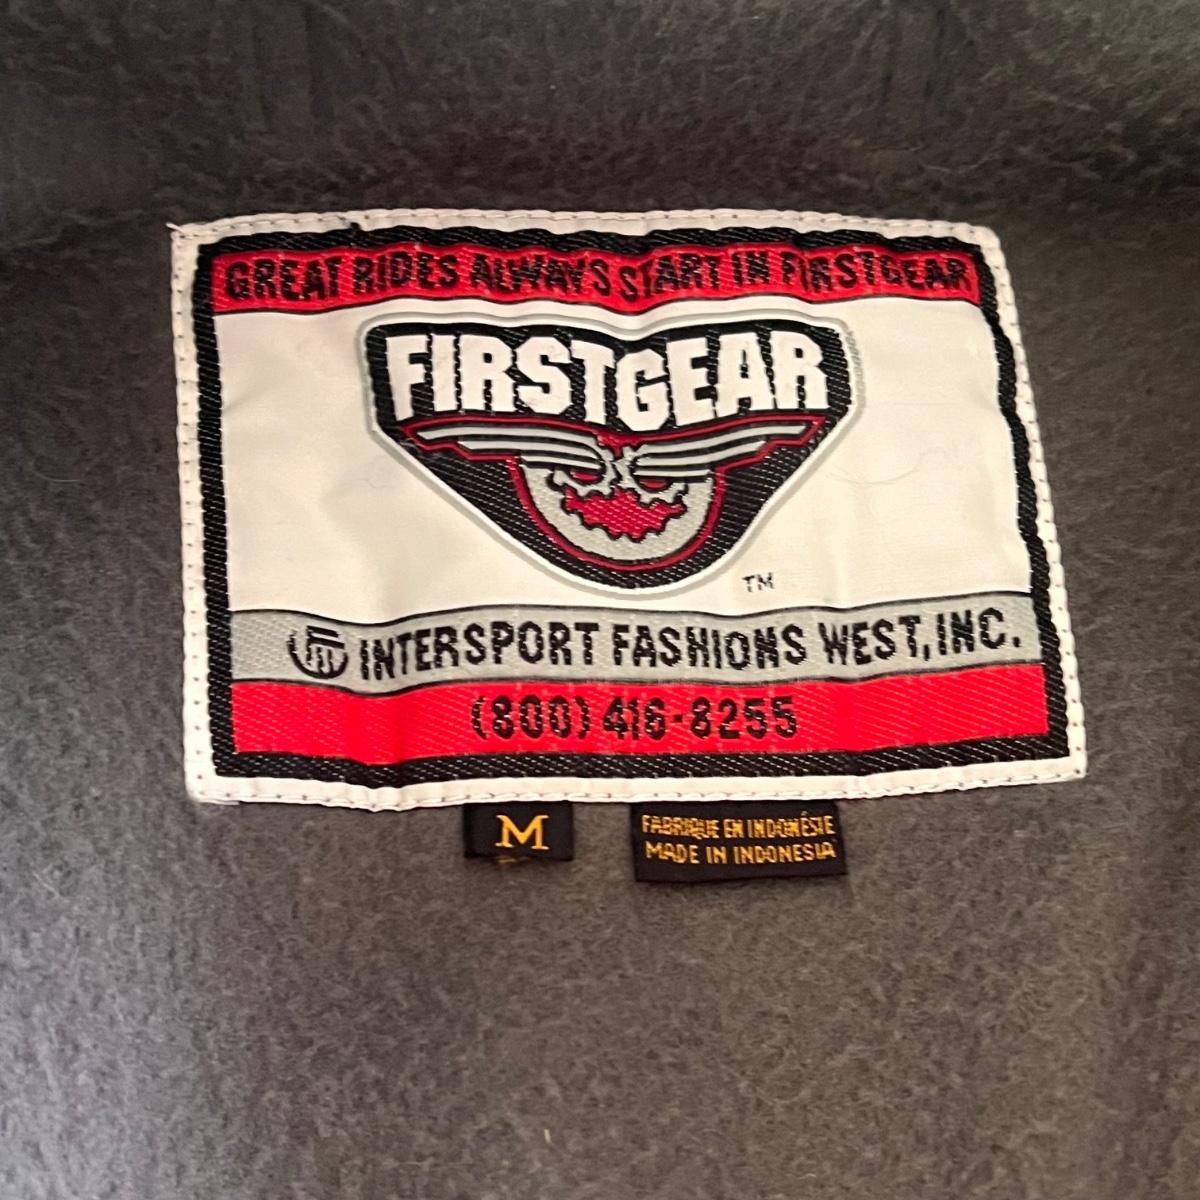 GREAT RIDES ALWAYS START IN FIRSTGEAR
FIRSTGEAR
TM
IFW INTERSPORT FASHIONS WEST, INC.
(800) 416-8255
M
FABRIQUE EN INDONÉSIE
MADE IN INDONESIA